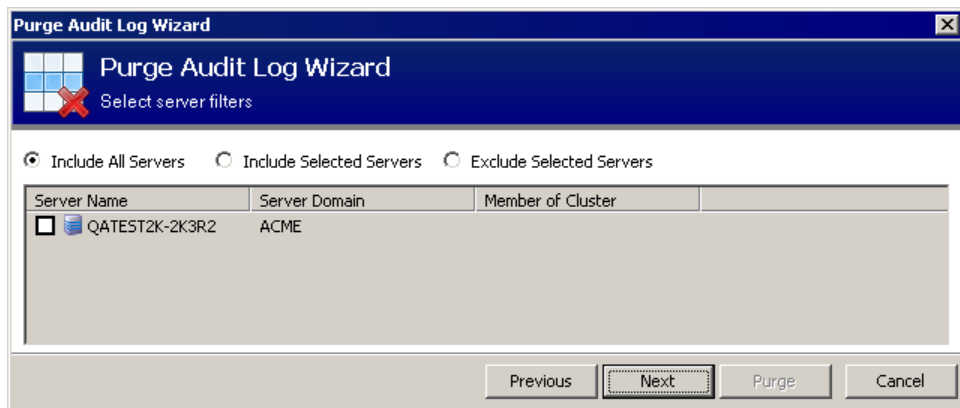 Purge Audit Log Wizard
Purge Audit Log Wizard
Select server filters
Include All Servers Include Selected Servers Exclude Selected Servers
Server Name Server Domain Member of Cluster
QATEST2K-2K3R2 ACME
Previous Next Purge Cancel